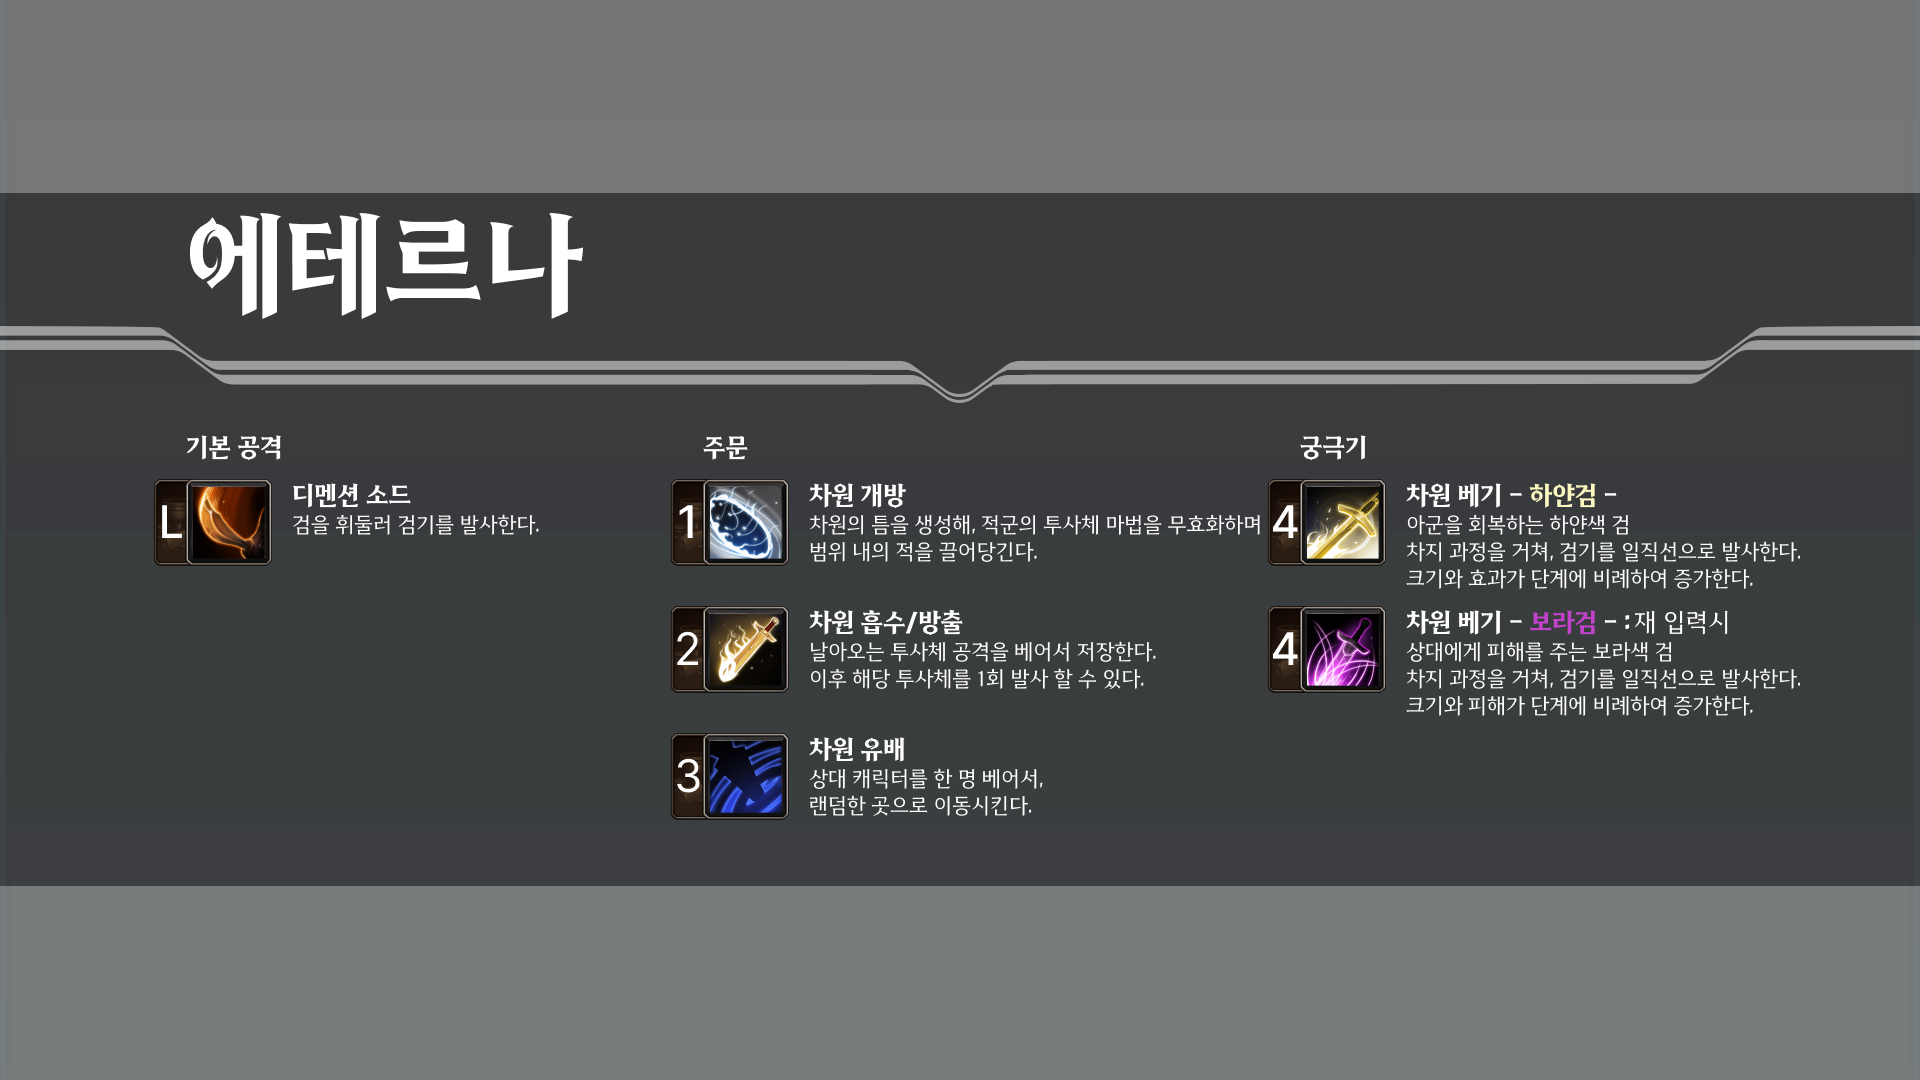 에테르나
기본 공격
L
디멘션 소드
검을 휘둘러 검기를 발사한다.
주문
1
차원 개방
차원의 틈을 생성해, 적군의 투사체 마법을 무효화하며
범위 내의 적을 끌어당긴다.
2
차원 흡수/방출
날아오는 투사체 공격을 베어서 저장한다.
이후 해당 투사체를 1회 발사 할 수 있다.
3
차원 유배
상대 캐릭터를 한 명 베어서,
랜덤한 곳으로 이동시킨다.
궁극기
4
차원 베기 - 하얀검 -
아군을 회복하는 하얀색 검
차지 과정을 거쳐, 검기를 일직선으로 발사한다.
크기와 효과가 단계에 비례하여 증가한다.
4
차원 베기 - 보라검 - :재 입력시
상대에게 피해를 주는 보라색 검
차지 과정을 거쳐, 검기를 일직선으로 발사한다.
크기와 피해가 단계에 비례하여 증가한다.